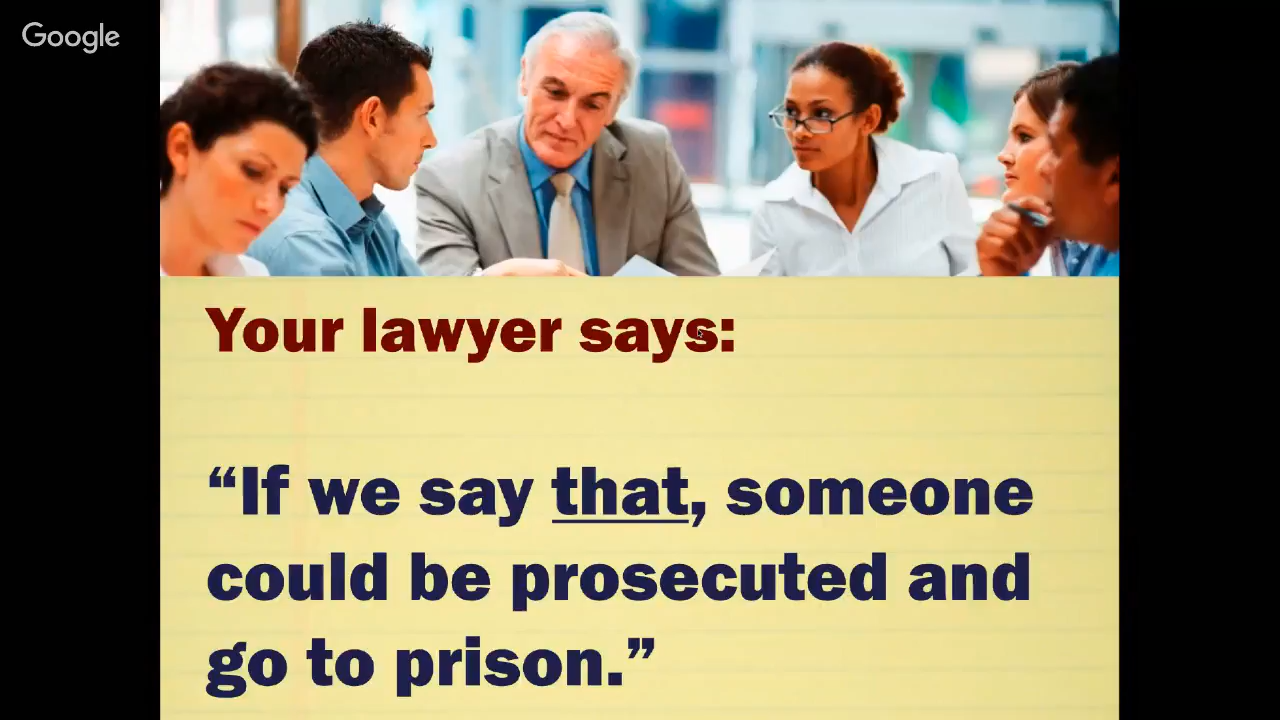 Google
Your lawyer says:
“If we say that, someone
could be prosecuted and
go to prison.”